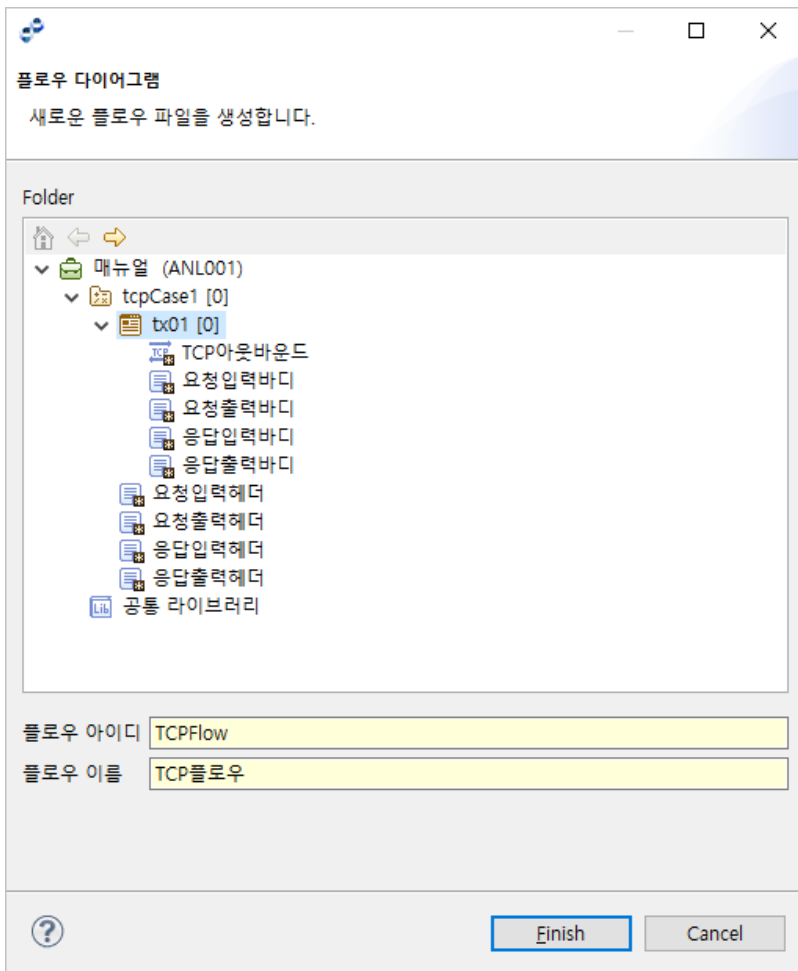 플로우 다이어그램
새로운 플로우 파일을 생성합니다.
Folder
매뉴얼 (ANL001)
tcpCase1 [0]
tx01 [0]
TCP TCP아웃바운드
요청입력바디
요청출력바디
응답입력바디
응답출력바디
요청입력헤더
요청출력헤더
응답입력헤더
응답출력헤더
Lib 공통 라이브러리
플로우 아이디 TCPFlow
플로우 이름 TCP플로우
? Finish Cancel